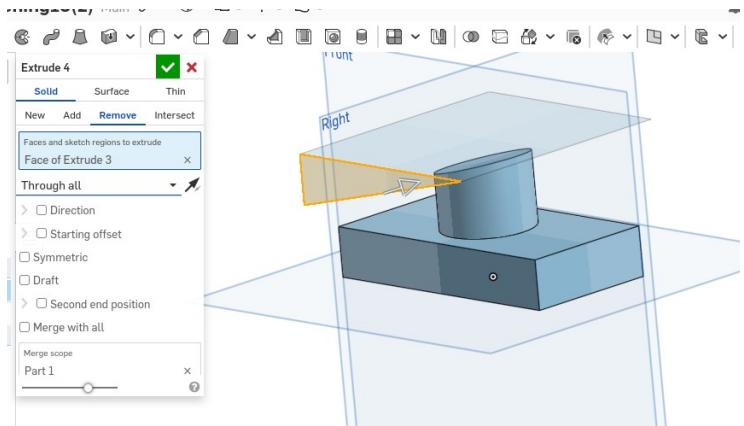 Main
Extrude 4
Solid Surface Thin
New Add Remove Intersect
Faces and sketch regions to extrude
Face of Extrude 3
Through all
Direction
Starting offset
Symmetric
Draft
Second end position
Merge with all
Merge scope
Part 1
Front
Right